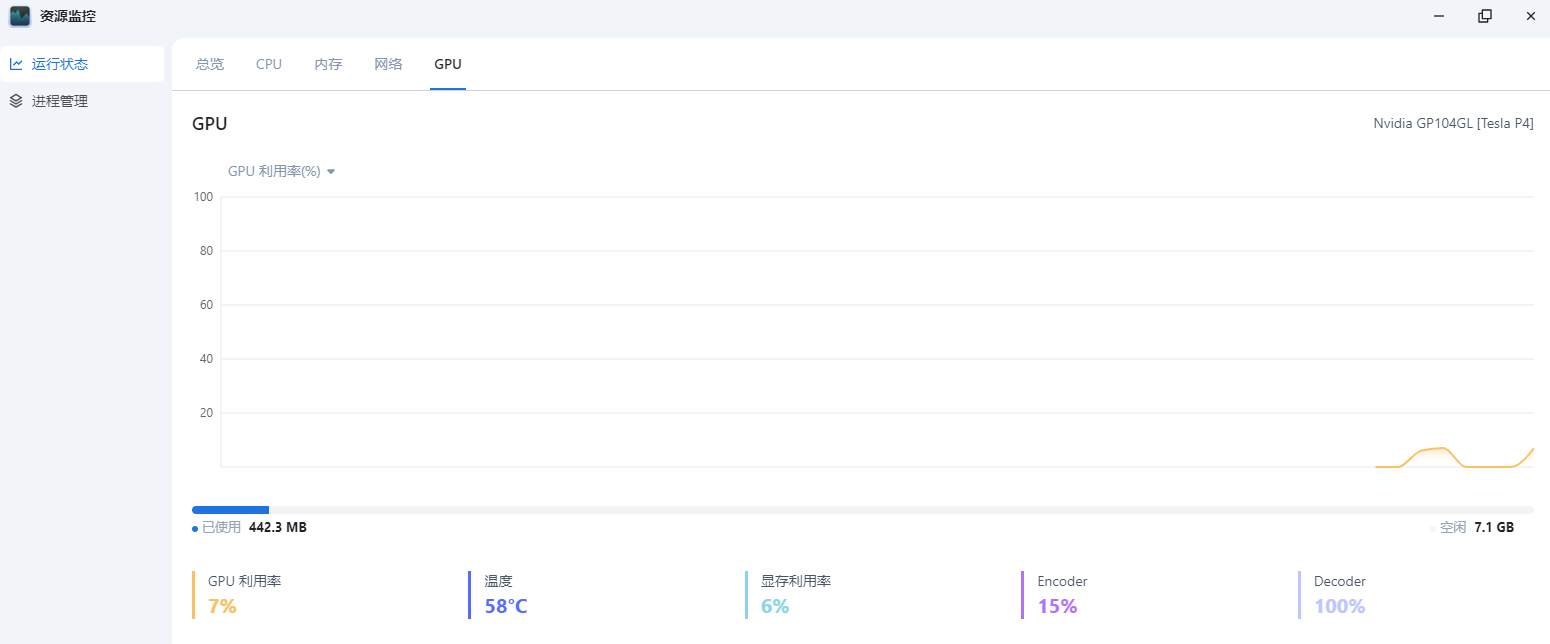 资源监控
运行状态
进程管理
总览 CPU 内存 网络 GPU
GPU
Nvidia GP104GL [Tesla P4]
GPU 利用率(%)
100
80
60
40
20
已使用 442.3 MB
空闲 7.1 GB
GPU 利用率 温度 显存利用率 Encoder Decoder
7% 58°C 6% 15% 100%